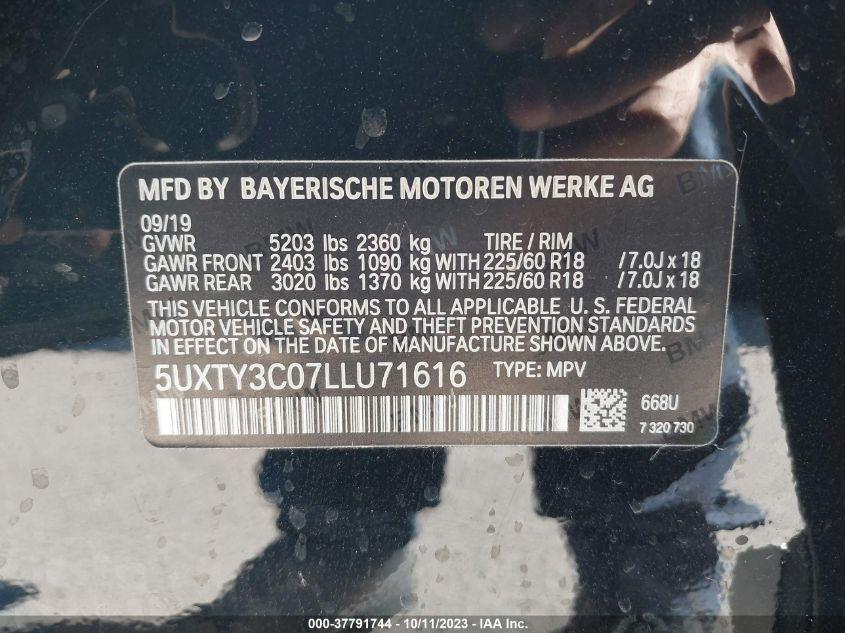 MFD BY BAYERISCHE MOTOREN WERKE AG
09/19
GVWR 5203 lbs 2360 kg TIRE / RIM
GAWR FRONT 2403 lbs 1090 kg WITH 225/60 R18 /7.0J x 18
GAWR REAR 3020 lbs 1370 kg WITH 225/60 R18 /7.0J x 18
THIS VEHICLE CONFORMS TO ALL APPLICABLE U. S. FEDERAL
MOTOR VEHICLE SAFETY AND THEFT PREVENTION STANDARDS
IN EFFECT ON THE DATE OF MANUFACTURE SHOWN ABOVE.
5UXTY3C07LLU71616 TYPE: MPV
668U
7 320 730
000-37791744 - 10/11/2023 - © IAA Inc.